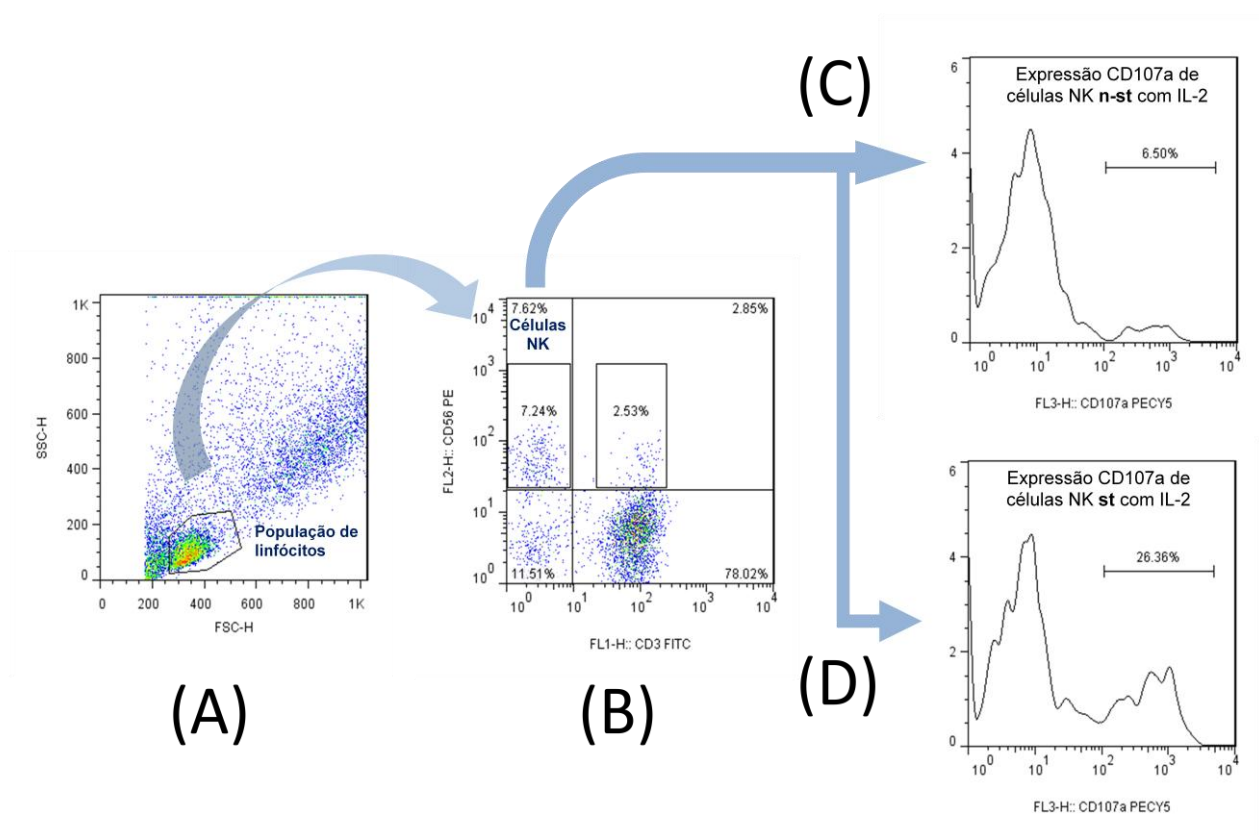 (A)
1K
800
600
400
200
0
SSC-H
População de
linfócitos
0 200 400 600 800 1K
FSC-H
(B)
10^4
10^3
10^2
10^1
10^0
FL2-H:: CD56 PE
7.62% 2.85%
Células
NK
7.24% 2.53%
11.51% 78.02%
10^0 10^1 10^2 10^3 10^4
FL1-H:: CD3 FITC
(C)
6
4
2
0
Expressão CD107a de
células NK n-st com IL-2
6.50%
10^0 10^1 10^2 10^3 10^4
FL3-H:: CD107a PECY5
(D)
6
4
2
0
Expressão CD107a de
células NK st com IL-2
26.36%
10^0 10^1 10^2 10^3 10^4
FL3-H:: CD107a PECY5